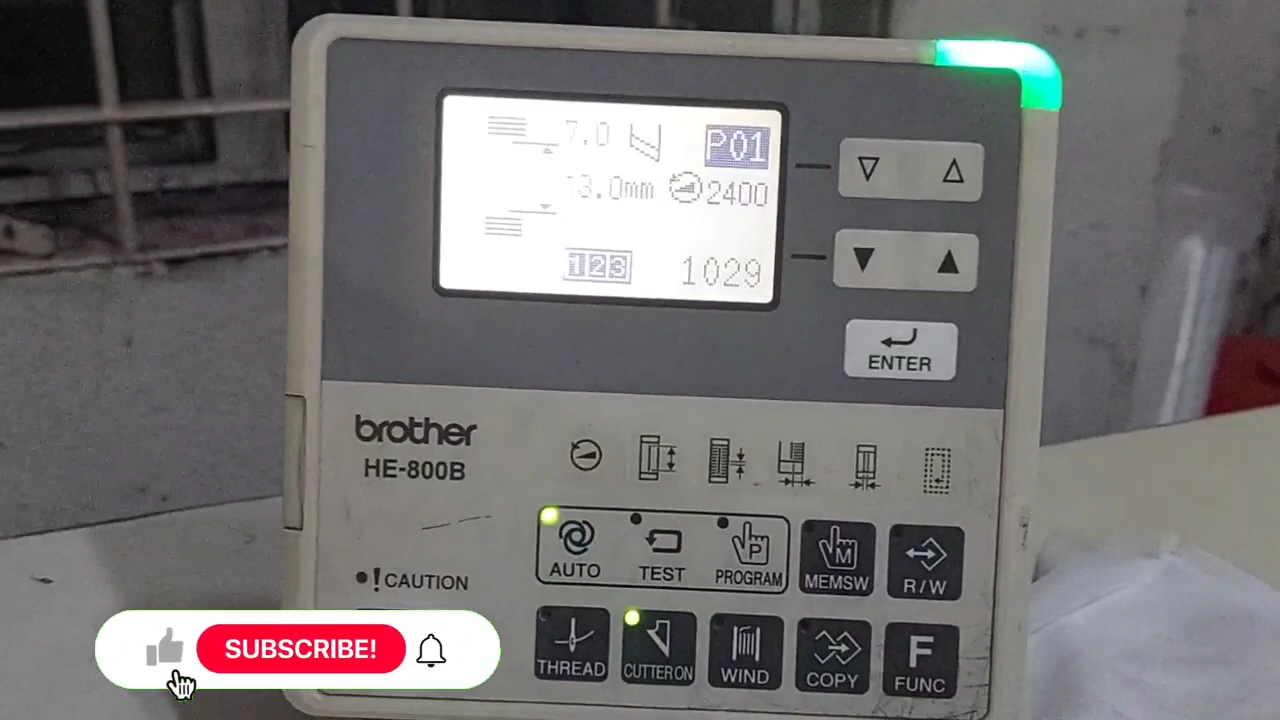 7.0 P01
3.0mm 2400
123 1029
ENTER
brother
HE-800B
AUTO TEST P PROGRAM M MEMSW R/W
!CAUTION
THREAD CUTTER ON WIND COPY F FUNC
SUBSCRIBE!